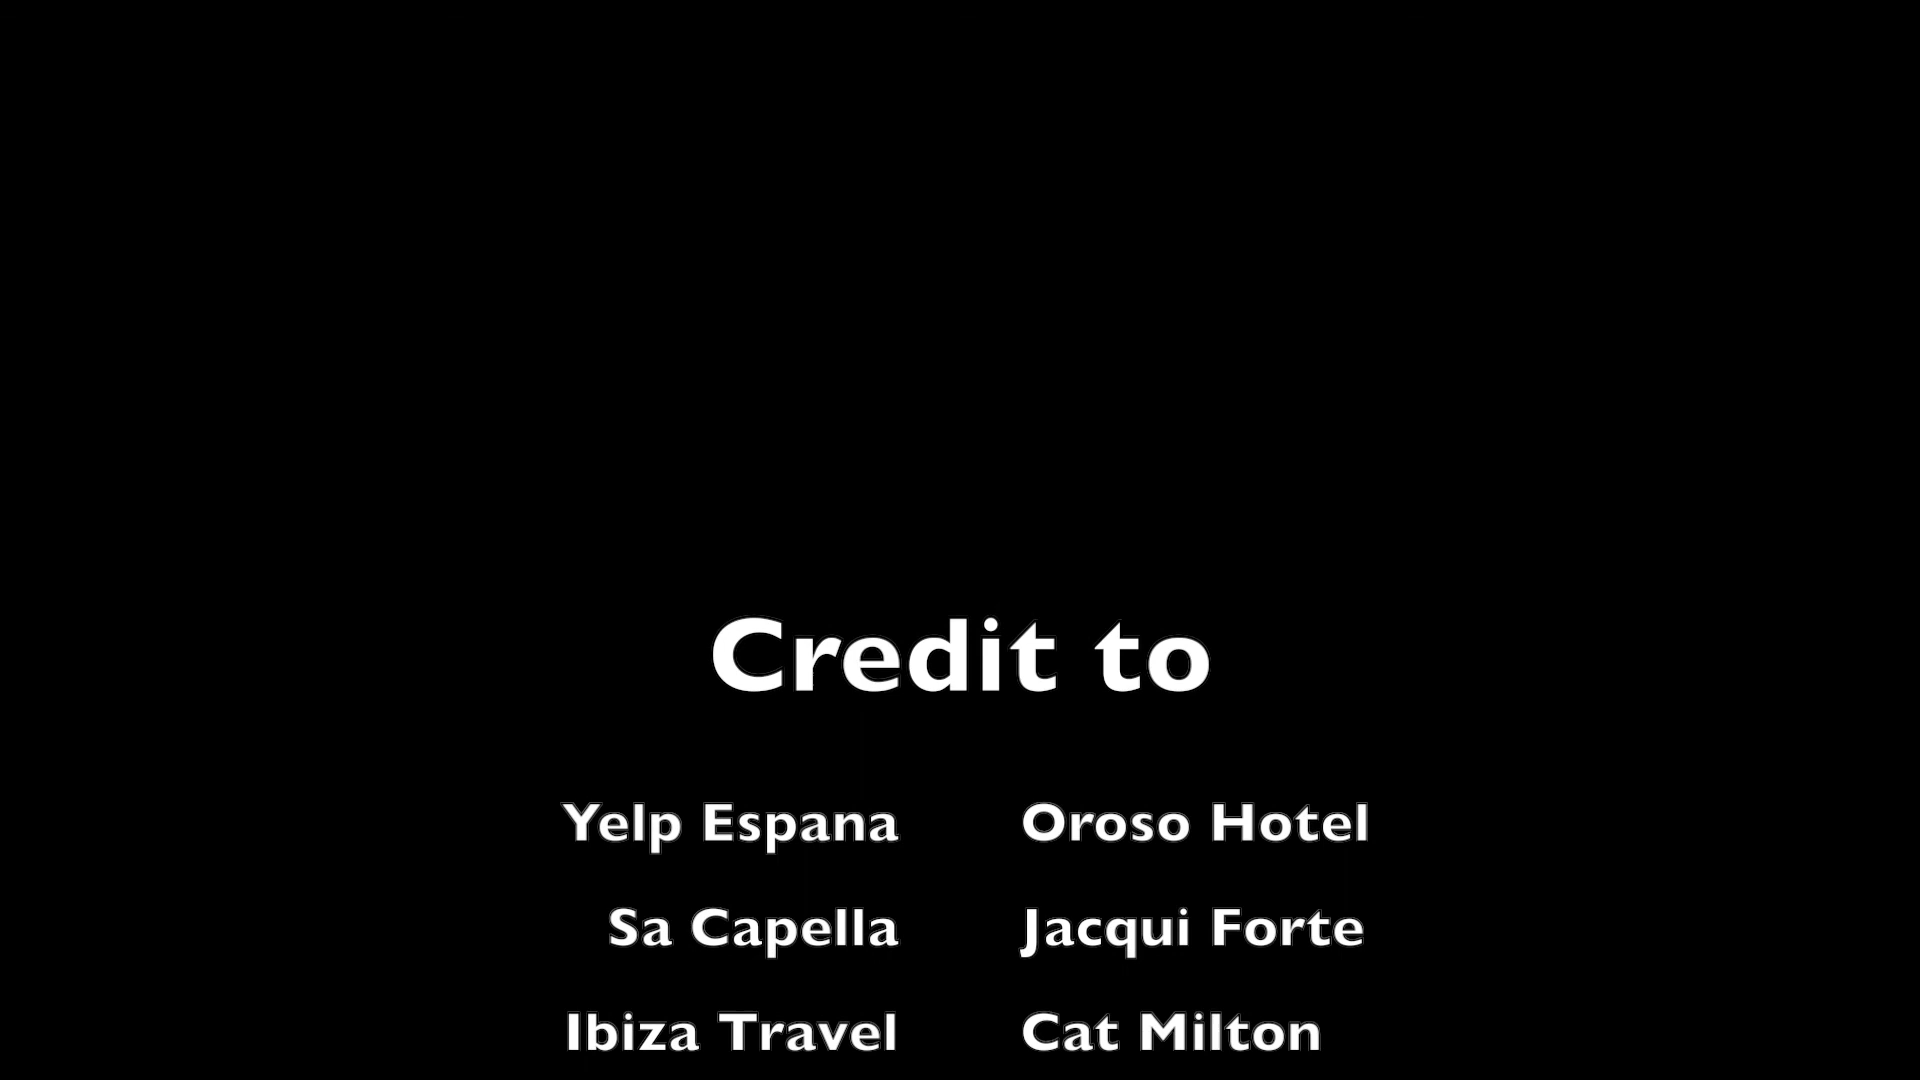 Credit to
Yelp Espana Oroso Hotel
Sa Capella Jacqui Forte
Ibiza Travel Cat Milton